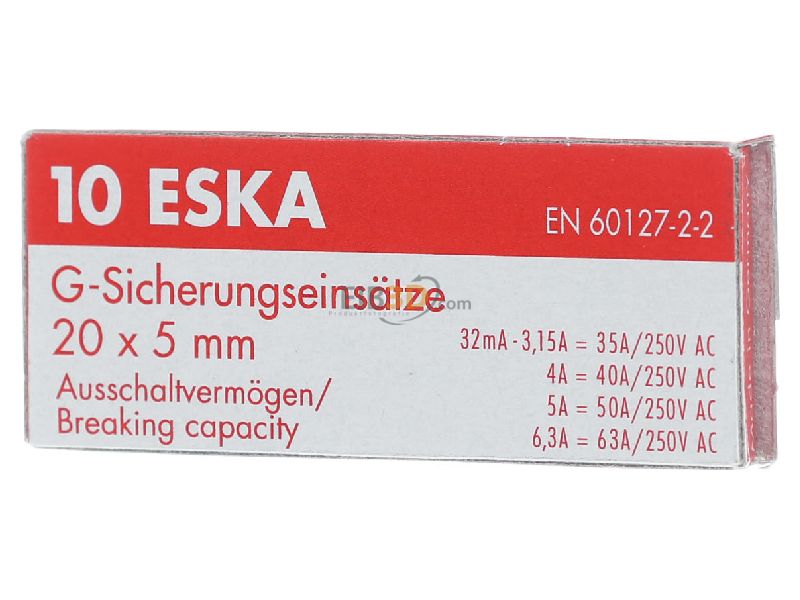 10 ESKA
EN 60127-2-2
G-Sicherungseinsätze
20 x 5 mm
Ausschaltvermögen/
Breaking capacity
32mA - 3,15A = 35A/250V AC
4A = 40A/250V AC
5A = 50A/250V AC
6,3A = 63A/250V AC